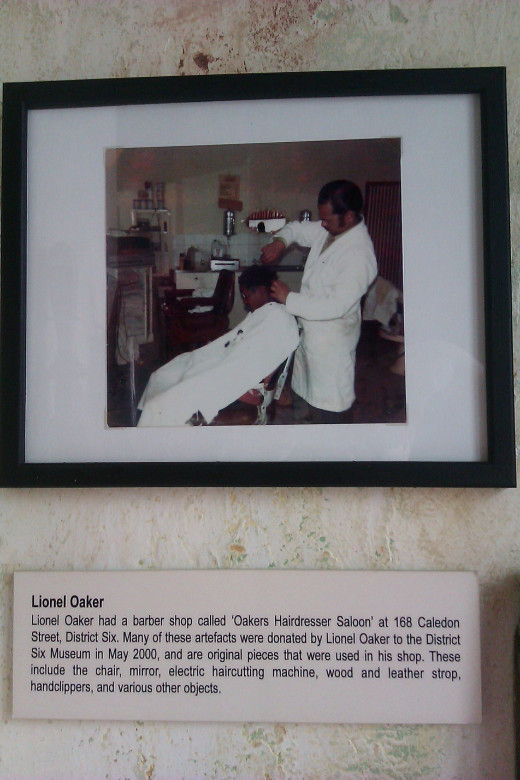 Lionel Oaker
Lionel Oaker had a barber shop called 'Oakers Hairdresser Saloon' at 168 Caledon
Street, District Six. Many of these artefacts were donated by Lionel Oaker to the District
Six Museum in May 2000, and are original pieces that were used in his shop. These
include the chair, mirror, electric haircutting machine, wood and leather strop,
handclippers, and various other objects.